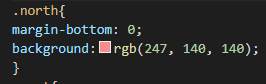 .north{
margin-bottom: 0;
background:rgb(247, 140, 140);
}